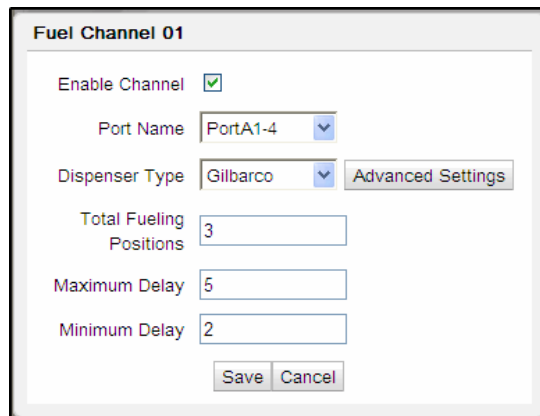 Fuel Channel 01
Enable Channel
Port Name PortA1-4
Dispenser Type Gilbarco Advanced Settings
Total Fueling
Positions 3
Maximum Delay 5
Minimum Delay 2
Save Cancel